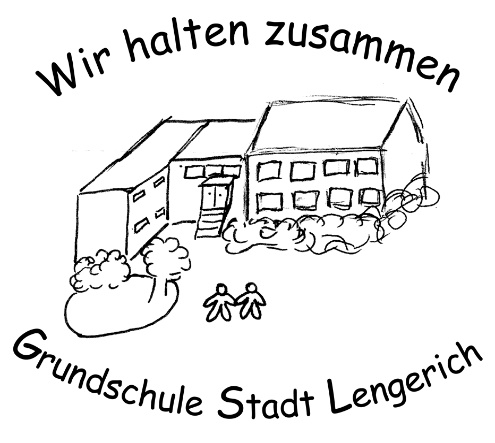 Wir halten zusammen
Grundschule Stadt Lengerich